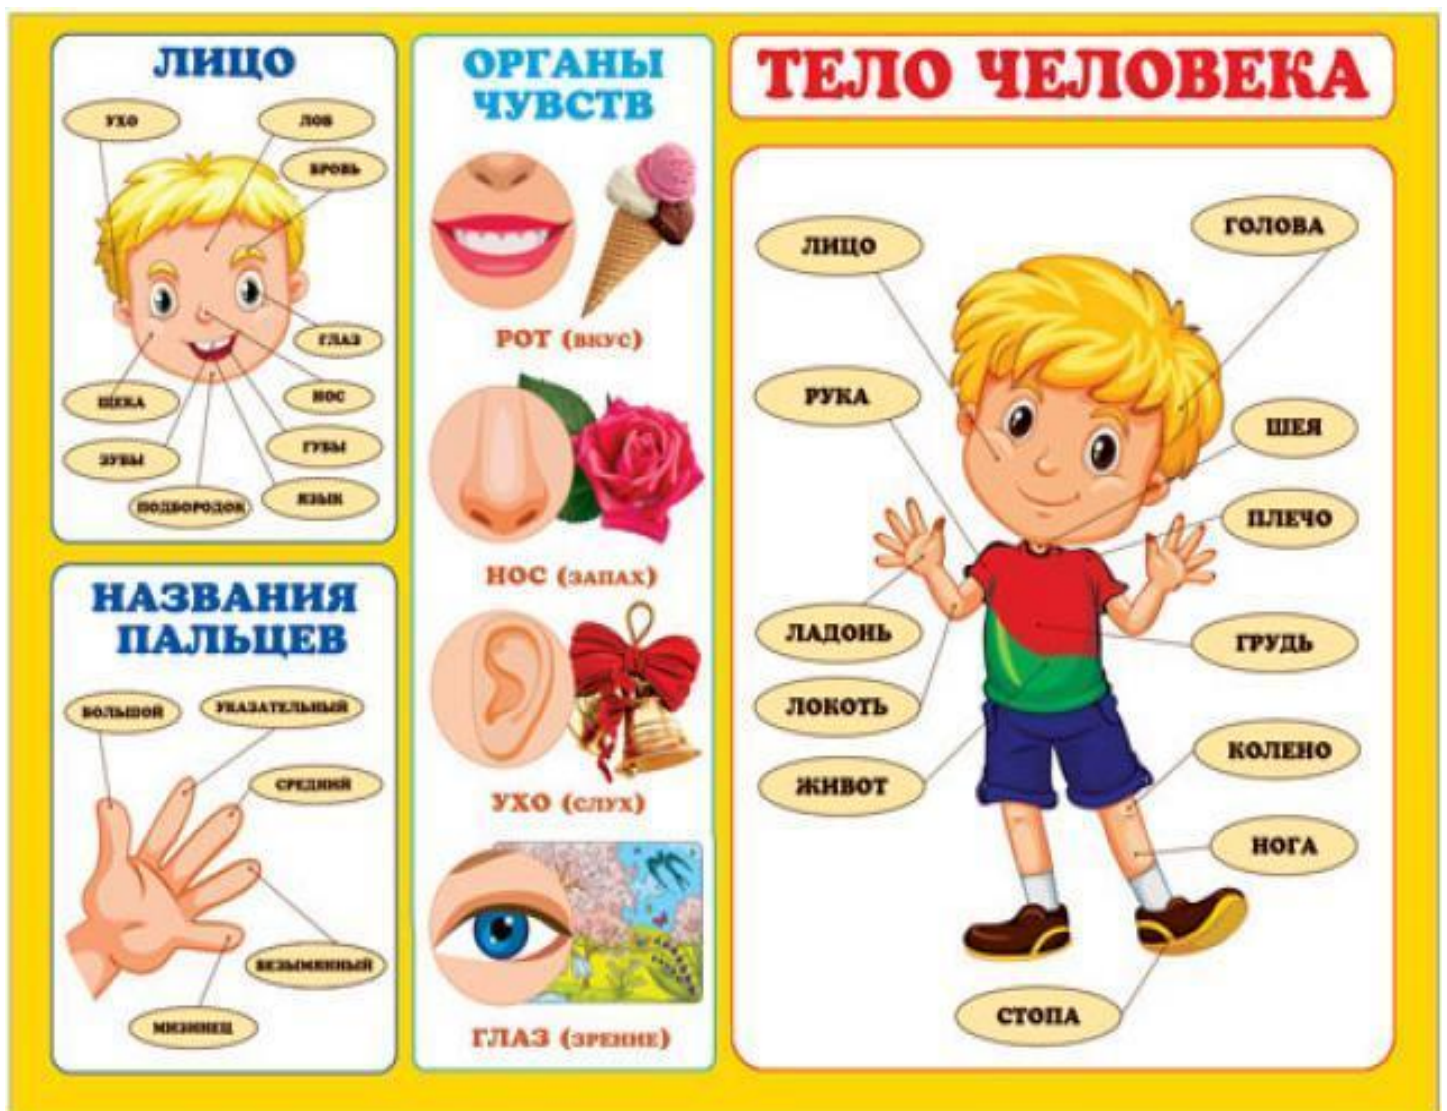 ЛИЦО
УХО
ЛОБ
БРОВЬ
ГЛАЗ
ЩЕКА
НОС
ЗУБЫ
ГУБЫ
ПОДБОРОДОК
ЯЗЫК
НАЗВАНИЯ
ПАЛЬЦЕВ
БОЛЬШОЙ
УКАЗАТЕЛЬНЫЙ
СРЕДНИЙ
БЕЗЫМЯННЫЙ
МИЗИНЕЦ
ОРГАНЫ
ЧУВСТВ
РОТ (ВКУС)
НОС (ЗАПАХ)
УХО (СЛУХ)
ГЛАЗ (ЗРЕНИЕ)
ТЕЛО ЧЕЛОВЕКА
ЛИЦО
ГОЛОВА
РУКА
ШЕЯ
ПЛЕЧО
ЛАДОНЬ
ГРУДЬ
ЛОКОТЬ
КОЛЕНО
ЖИВОТ
НОГА
СТОПА